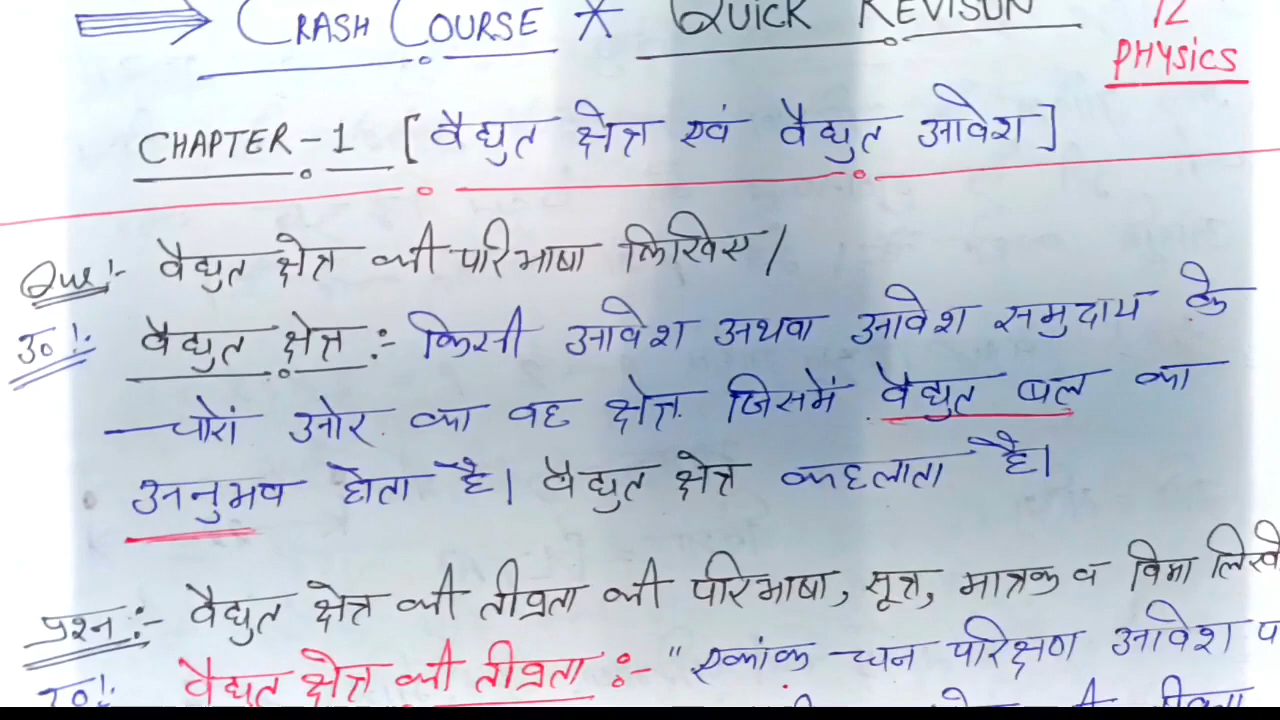 ⇒ CRASH COURSE * QUICK REVISON 12
PHYSICS
CHAPTER-1 [वैद्युत क्षेत्र एवं वैद्युत आवेश]
Que:- वैद्युत क्षेत्र की परिभाषा लिखिए।
उ०:- वैद्युत क्षेत्र :- किसी आवेश अथवा आवेश समुदाय के
चारों ओर का वह क्षेत्र जिसमें वैद्युत बल का
अनुभव होता है। वैद्युत क्षेत्र कहलाता है।
प्रश्न:- वैद्युत क्षेत्र की तीव्रता की परिभाषा, सूत्र, मात्रक व विमा लिखि
उ०:- वैद्युत क्षेत्र की तीव्रता :- "एकांक धन परिक्षण आवेश प